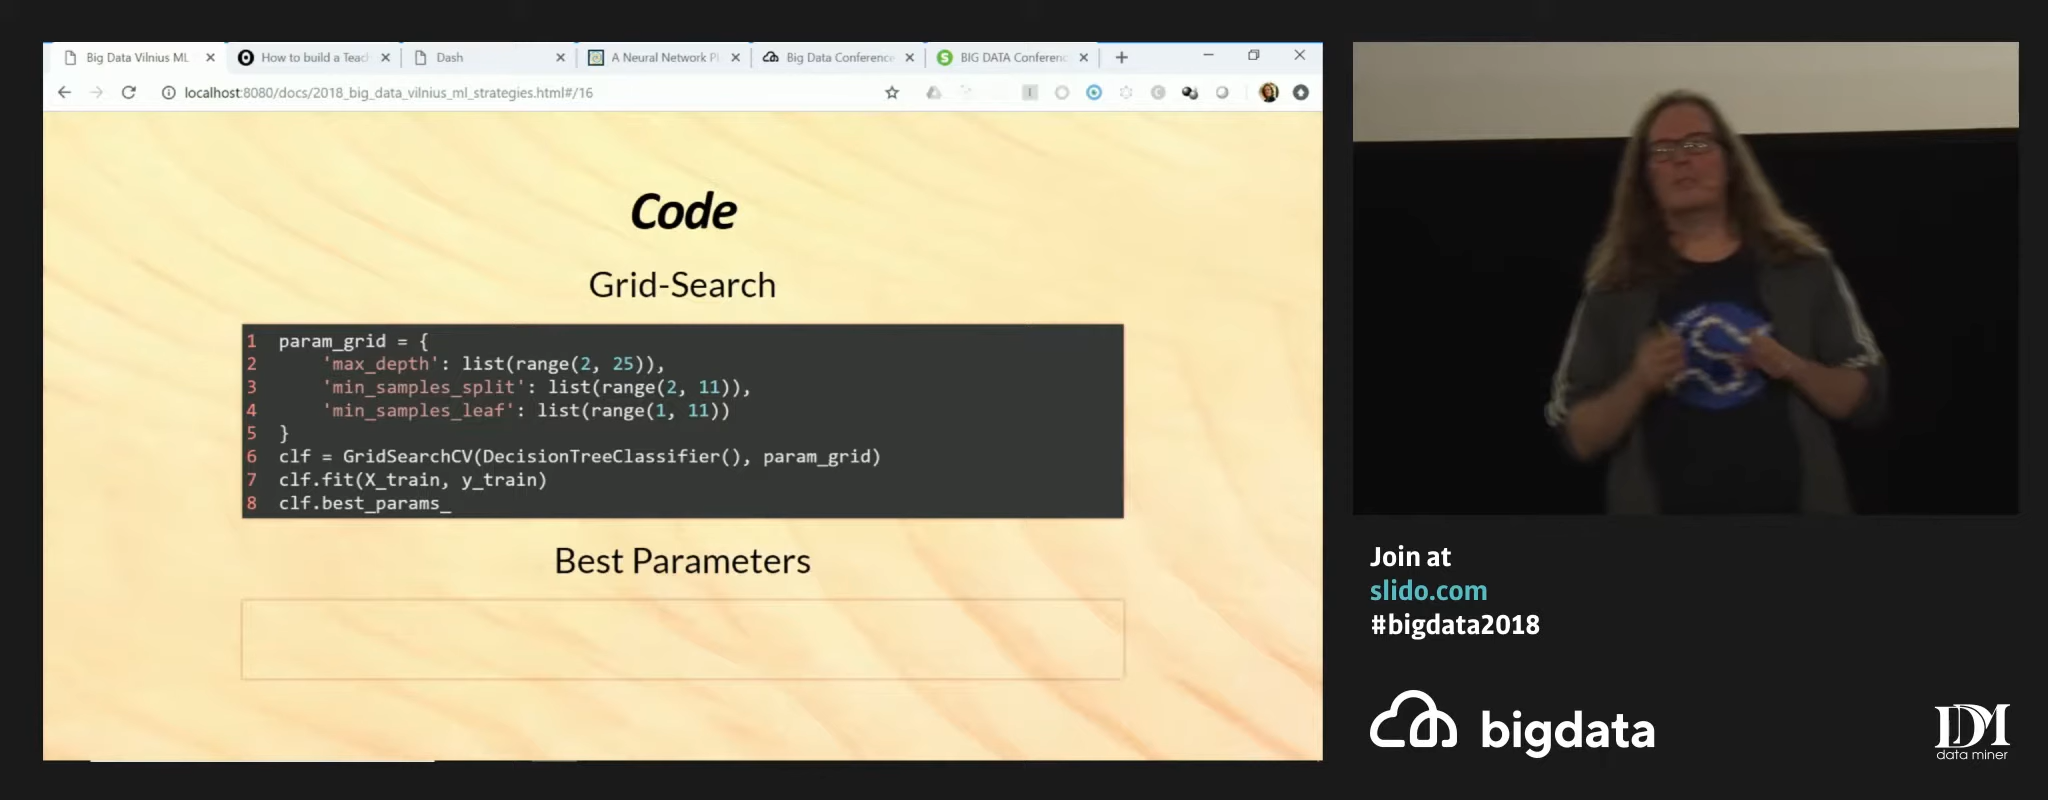 Big Data Vilnius ML
How to build a Teac
Dash
A Neural Network Pl
Big Data Conference
BIG DATA Conferenc
localhost:8080/docs/2018_big_data_vilnius_ml_strategies.html#/16
Code
Grid-Search
1 param_grid = {
2 'max_depth': list(range(2, 25)),
3 'min_samples_split': list(range(2, 11)),
4 'min_samples_leaf': list(range(1, 11))
5 }
6 clf = GridSearchCV(DecisionTreeClassifier(), param_grid)
7 clf.fit(X_train, y_train)
8 clf.best_params_
Best Parameters
Join at
slido.com
#bigdata2018
bigdata
DM
data miner